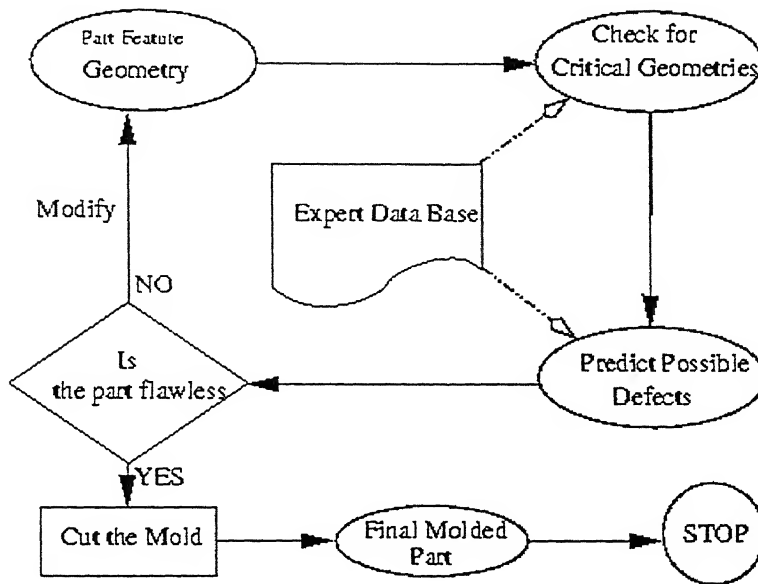 Part Feature
Geometry
Check for
Critical Geometries
Expert Data Base
Modify
NO
Is
the part flawless
Predict Possible
Defects
YES
Cut the Mold
Final Molded
Part
STOP